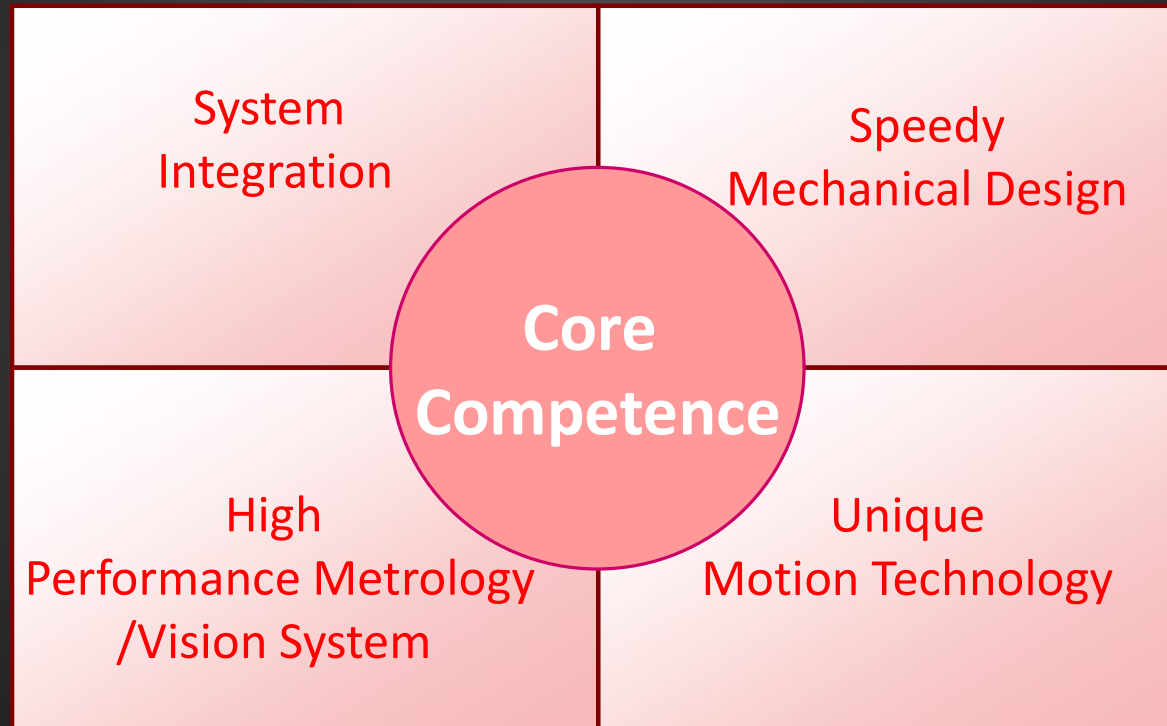 System
Integration
Speedy
Mechanical Design
Core
Competence
High
Performance Metrology
/Vision System
Unique
Motion Technology